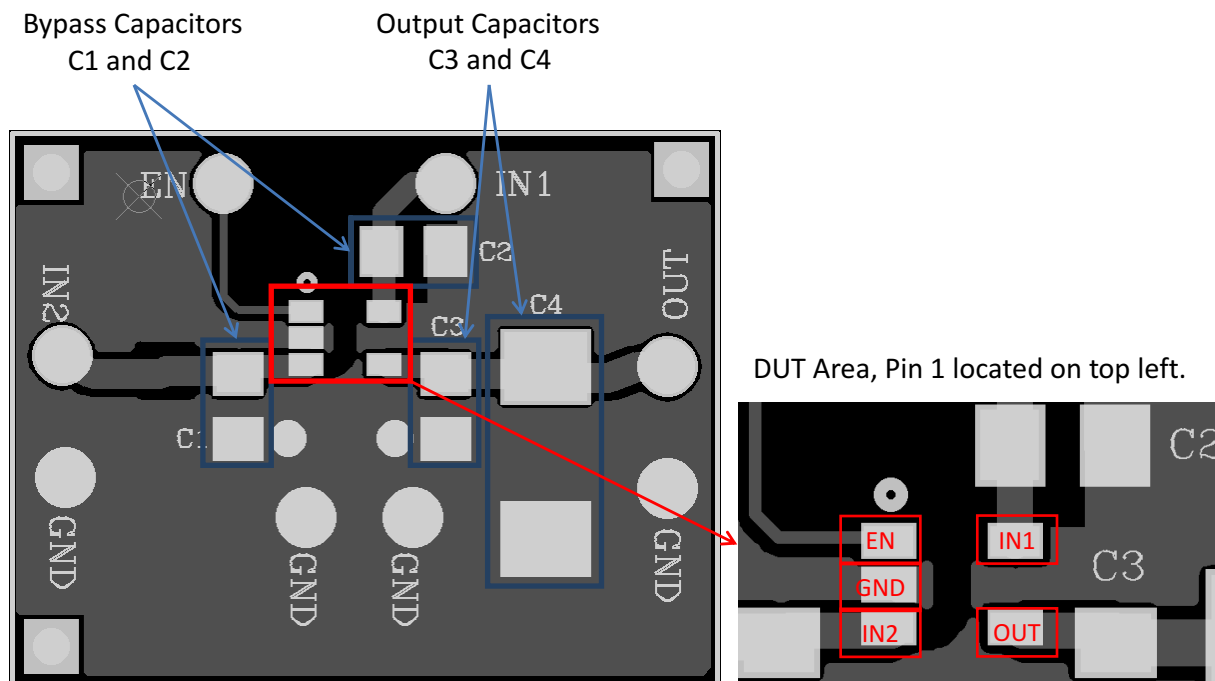 Bypass Capacitors
C1 and C2
Output Capacitors
C3 and C4
EN
IN1
C2
IN2
OUT
C4
C3
C1
GND
GND
GND
GND
DUT Area, Pin 1 located on top left.
C2
EN
IN1
C3
GND
IN2
OUT